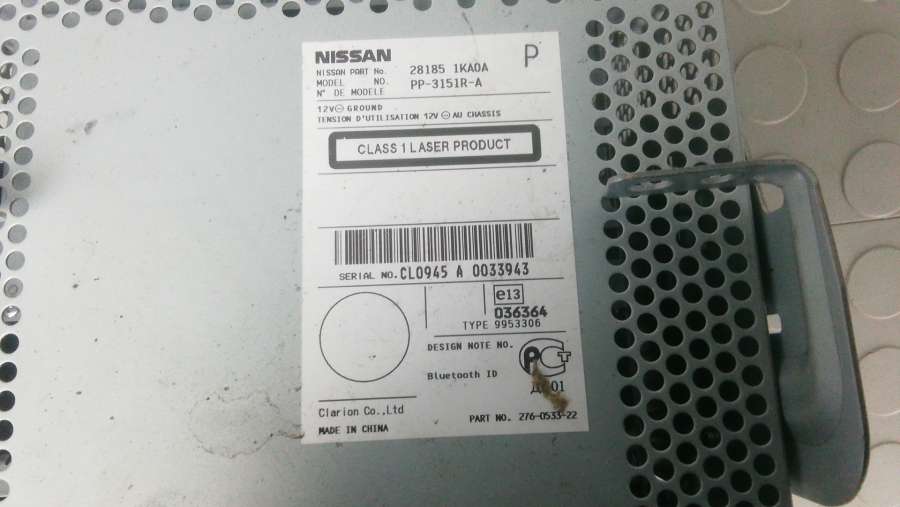 NISSAN P
NISSAN PART No. 28185 1KA0A
MODEL NO. PP-3151R-A
N° DE MODELE
12V⊖GROUND
TENSION D'UTILISATION 12V⊖AU CHASSIS
CLASS 1 LASER PRODUCT
SERIAL NO. CL0945 A 0033943
e13
036364
TYPE 9953306
DESIGN NOTE NO.
Bluetooth ID
Clarion Co.,Ltd
PART NO. 276-0533-22
MADE IN CHINA